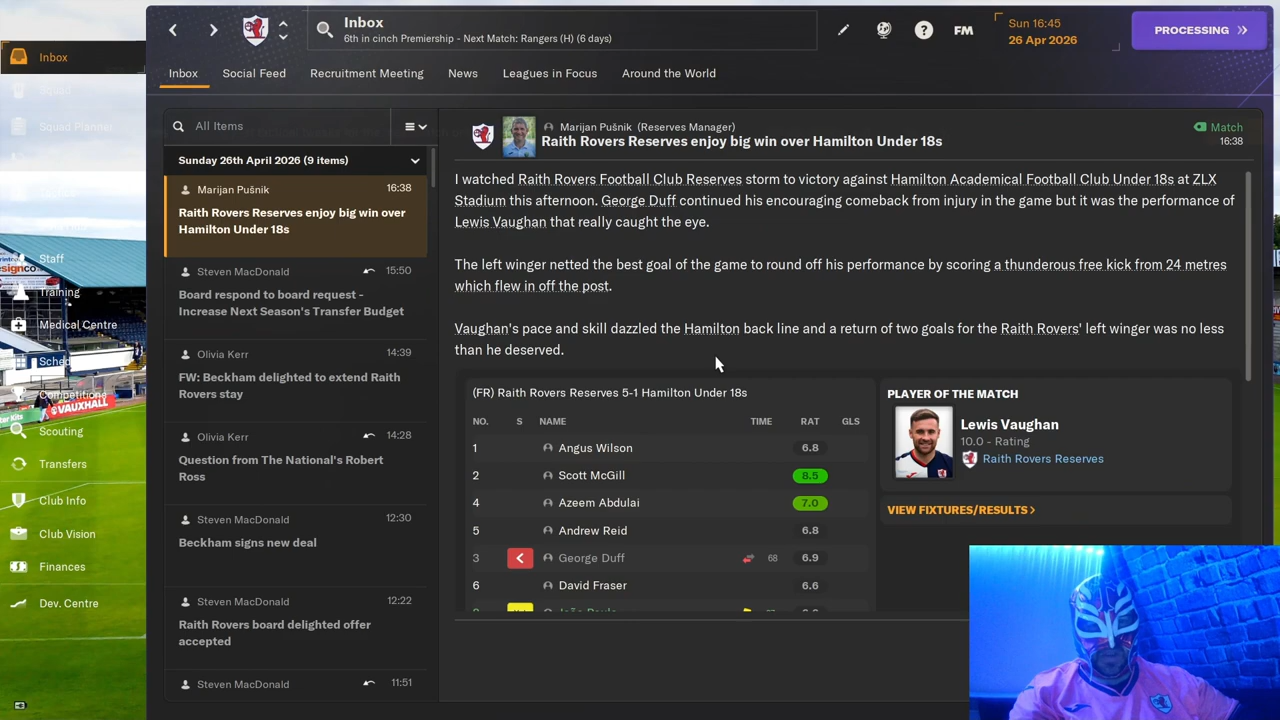 Inbox
6th in cinch Premiership - Next Match: Rangers (H) (6 days)
FM
Sun 16:45
26 Apr 2026
PROCESSING
Inbox
Social Feed
Recruitment Meeting
News
Leagues in Focus
Around the World
Inbox
Squad
Squad Planner
Staff
Training
Medical Centre
Sched
Competitions
Scouting
Transfers
Club Info
Club Vision
Finances
Dev. Centre
VAUXHALL
All Items
Sunday 26th April 2026 (9 items)
Marijan Pušnik 16:38
Raith Rovers Reserves enjoy big win over
Hamilton Under 18s
Steven MacDonald 15:50
Board respond to board request -
Increase Next Season's Transfer Budget
Olivia Kerr 14:39
FW: Beckham delighted to extend Raith
Rovers stay
Olivia Kerr 14:28
Question from The National's Robert
Ross
Steven MacDonald 12:30
Beckham signs new deal
Steven MacDonald 12:22
Raith Rovers board delighted offer
accepted
Steven MacDonald 11:51
Marijan Pušnik (Reserves Manager)
Raith Rovers Reserves enjoy big win over Hamilton Under 18s
Match
16:38
I watched Raith Rovers Football Club Reserves storm to victory against Hamilton Academical Football Club Under 18s at ZLX
Stadium this afternoon. George Duff continued his encouraging comeback from injury in the game but it was the performance of
Lewis Vaughan that really caught the eye.
The left winger netted the best goal of the game to round off his performance by scoring a thunderous free kick from 24 metres
which flew in off the post.
Vaughan's pace and skill dazzled the Hamilton back line and a return of two goals for the Raith Rovers' left winger was no less
than he deserved.
(FR) Raith Rovers Reserves 5-1 Hamilton Under 18s
NO. S NAME TIME RAT GLS
1 Angus Wilson 6.8
2 Scott McGill 8.5
4 Azeem Abdulai 7.0
5 Andrew Reid 6.8
3 George Duff 68 6.9
6 David Fraser 6.6
PLAYER OF THE MATCH
Lewis Vaughan
10.0 - Rating
Raith Rovers Reserves
VIEW FIXTURES/RESULTS >